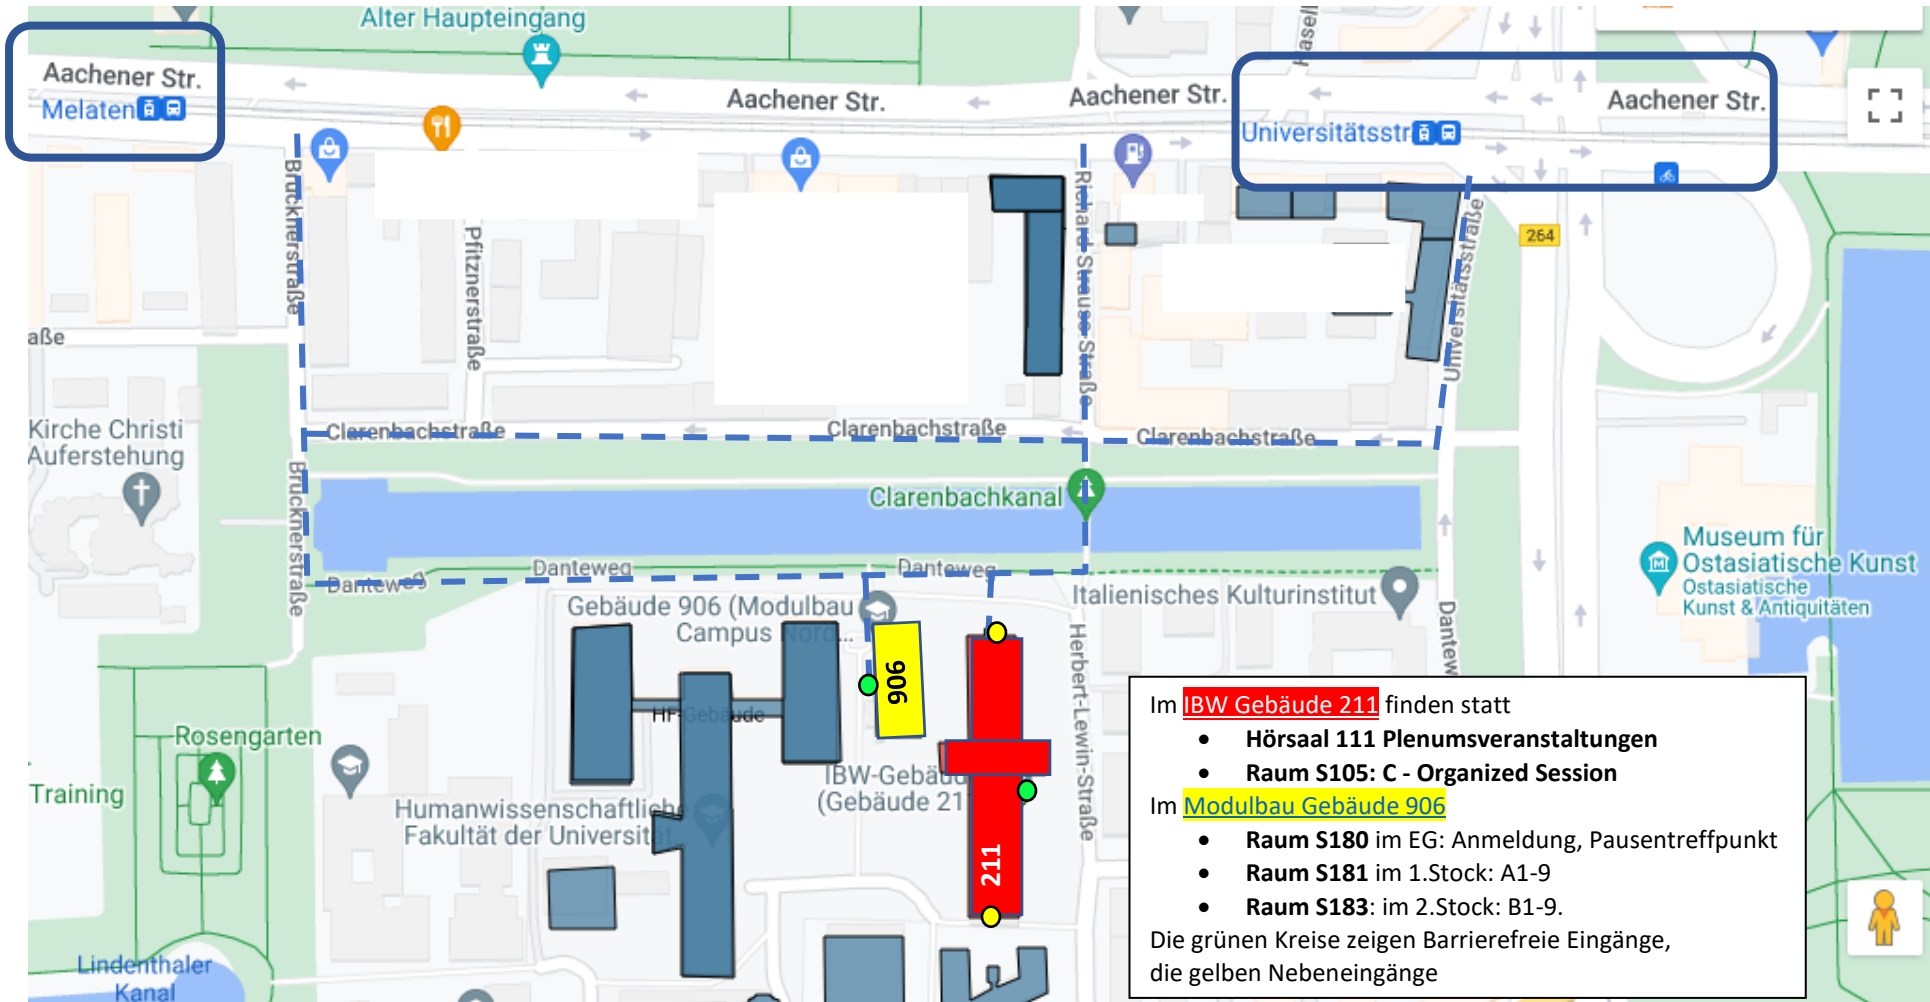 Alter Haupteingang
Aachener Str.
Melaten
Aachener Str.
Aachener Str.
Aachener Str.
Universitätsstr
Hassel
264
Brucknerstraße
Pfitznerstraße
Richard-Strauss-Straße
Universitätsstraße
aße
Kirche Christi
Auferstehung
Clarenbachstraße
Clarenbachstraße
Clarenbachstraße
Brucknerstraße
Clarenbachkanal
Museum für
Ostasiatische Kunst
Ostasiatische
Kunst & Antiquitäten
Danteweg
Danteweg
Danteweg
Italienisches Kulturinstitut
Dantew
Gebäude 906 (Modulbau
Campus Nord...
906
Herbert-Lewin-Straße
HF-Gebäude
Rosengarten
Training
IBW-Gebäud
(Gebäude 21
Humanwissenschaftliche
Fakultät der Universität...
211
Lindenthaler
Kanal
Im IBW Gebäude 211 finden statt
• Hörsaal 111 Plenumsveranstaltungen
• Raum S105: C - Organized Session
Im Modulbau Gebäude 906
• Raum S180 im EG: Anmeldung, Pausentreffpunkt
• Raum S181 im 1.Stock: A1-9
• Raum S183: im 2.Stock: B1-9.
Die grünen Kreise zeigen Barrierefreie Eingänge,
die gelben Nebeneingänge